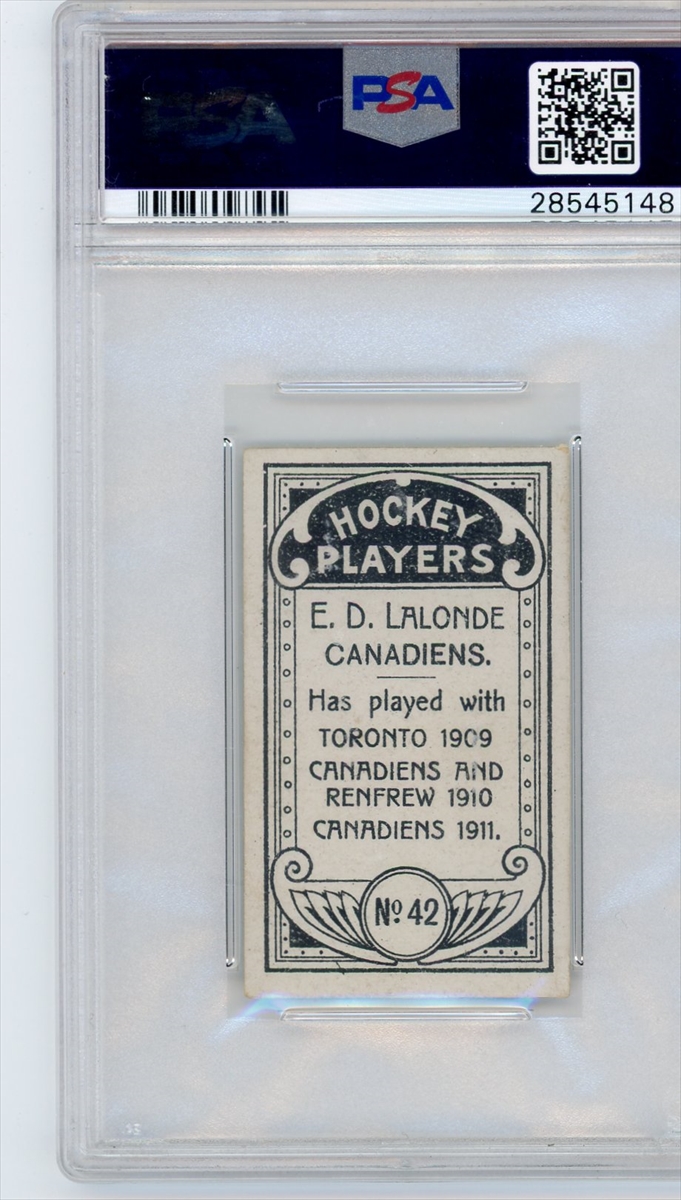 PSA
PSA
28545148
HOCKEY
PLAYERS
E. D. LALONDE
CANADIENS.
Has played with
TORONTO 1909
CANADIENS AND
RENFREW 1910
CANADIENS 1911.
No 42